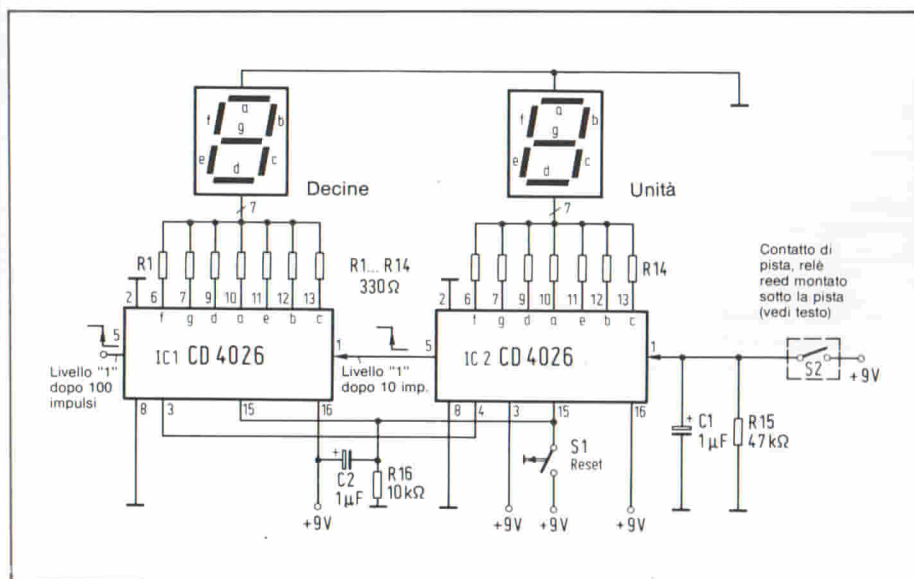 a
f b
g
e c
d
Decine
7
a
f b
g
e c
d
Unità
7
R1
R1... R14
330Ω
R14
Contatto di
pista, relè
reed montato
sotto la pista
(vedi testo)
2 6 7 9 10 11 12 13
f g d a e b c
5
IC1 CD 4026
1
Livello "1"
dopo 100
impulsi
8 3 15 16
Livello "1"
dopo 10 imp.
2 6 7 9 10 11 12 13
f g d a e b c
5
IC2 CD 4026
1
8 4 3 15 16
S2
+9V
+
C1
1µF
R15
47kΩ
S1
Reset
+
C2
1µF
R16
10kΩ
+9V
+9V
+9V
+9V